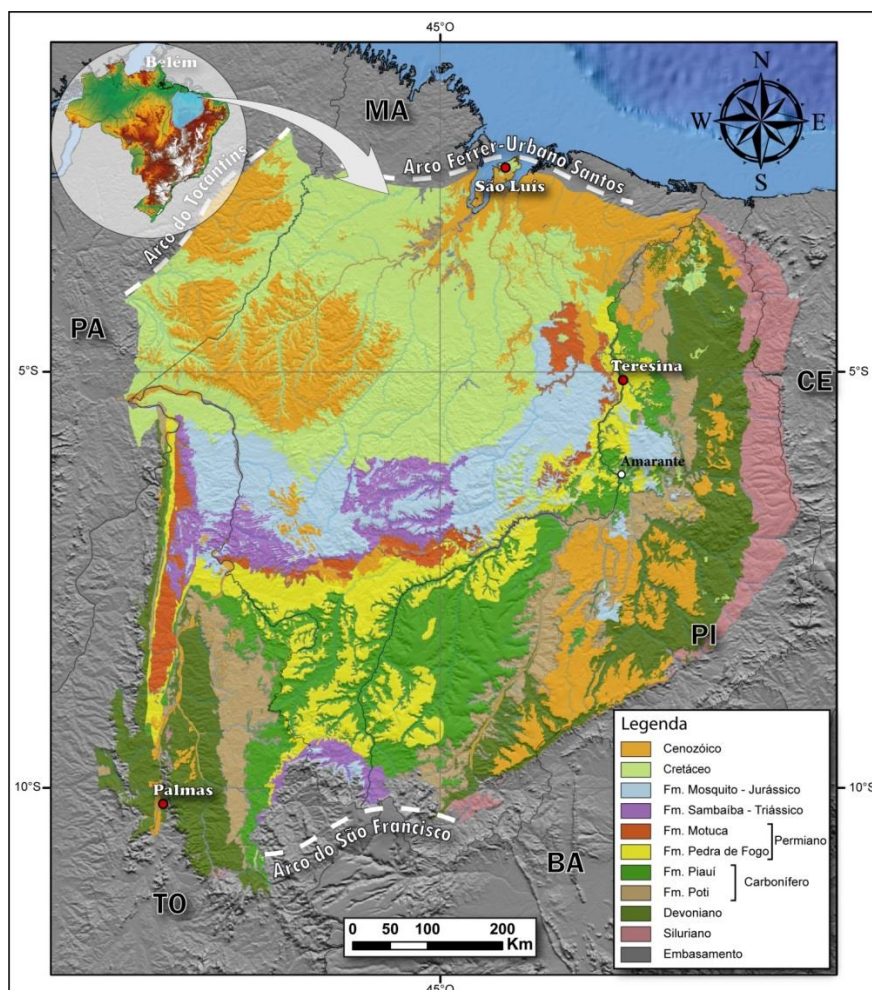 45°O
Belém
MA
N
W
E
S
Arco Ferrer-Urbano Santos
São Luís
Arco do Tocantins
PA
5°S
5°S
Teresina
CE
Amarante
PI
Legenda
Cenozóico
Cretáceo
Fm. Mosquito - Jurássico
Fm. Sambaíba - Triássico
Fm. Motuca
Permiano
Fm. Pedra de Fogo
Fm. Piauí
Carbonífero
Fm. Poti
Devoniano
Siluriano
Embasamento
10°S
10°S
Palmas
Arco do São Francisco
BA
TO
0 50 100 200
Km
45°O